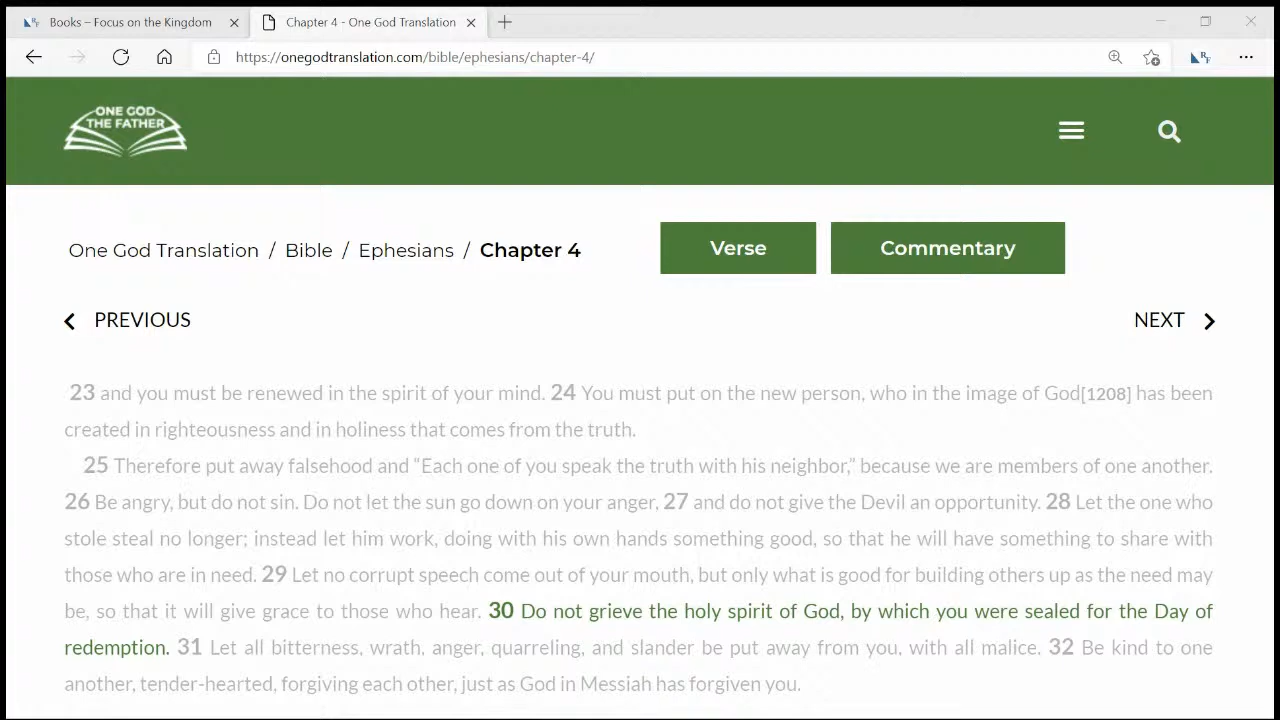 Books – Focus on the Kingdom
Chapter 4 - One God Translation
https://onegodtranslation.com/bible/ephesians/chapter-4/
ONE GOD
THE FATHER
One God Translation / Bible / Ephesians / Chapter 4
Verse
Commentary
PREVIOUS
NEXT
23 and you must be renewed in the spirit of your mind. 24 You must put on the new person, who in the image of God[1208] has been
created in righteousness and in holiness that comes from the truth.
25 Therefore put away falsehood and “Each one of you speak the truth with his neighbor,” because we are members of one another.
26 Be angry, but do not sin. Do not let the sun go down on your anger, 27 and do not give the Devil an opportunity. 28 Let the one who
stole steal no longer; instead let him work, doing with his own hands something good, so that he will have something to share with
those who are in need. 29 Let no corrupt speech come out of your mouth, but only what is good for building others up as the need may
be, so that it will give grace to those who hear. 30 Do not grieve the holy spirit of God, by which you were sealed for the Day of
redemption. 31 Let all bitterness, wrath, anger, quarreling, and slander be put away from you, with all malice. 32 Be kind to one
another, tender-hearted, forgiving each other, just as God in Messiah has forgiven you.